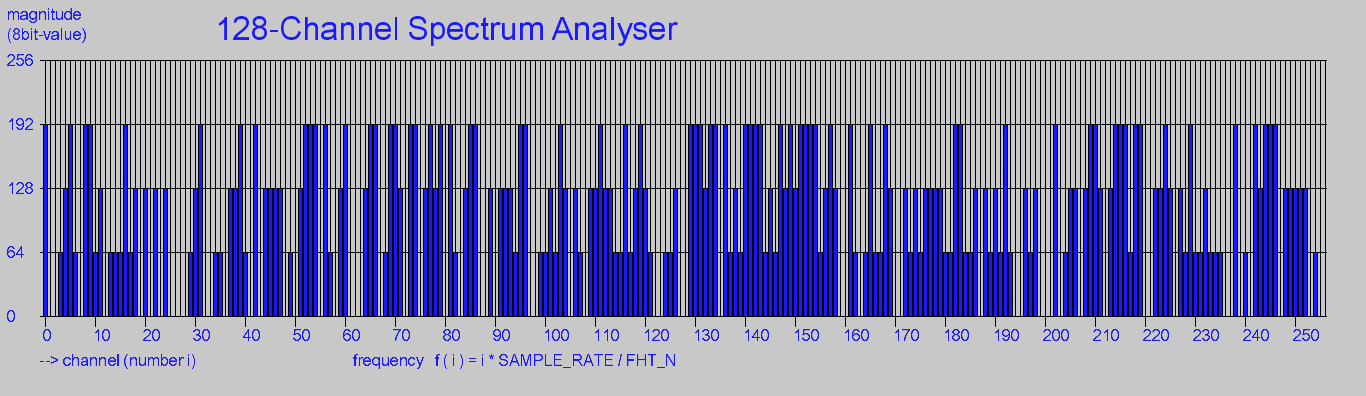 magnitude
(8bit-value)
128-Channel Spectrum Analyser
256
192
128
64
0
0 10 20 30 40 50 60 70 80 90 100 110 120 130 140 150 160 170 180 190 200 210 220 230 240 250
--> channel (number i)
frequency f ( i ) = i * SAMPLE_RATE / FHT_N